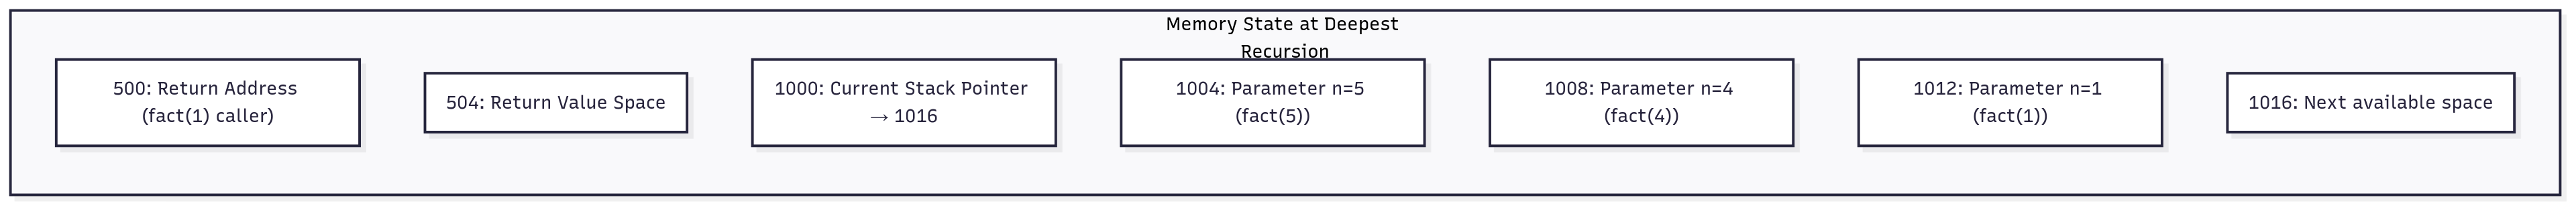 Memory State at Deepest
Recursion
500: Return Address
(fact(1) caller)
504: Return Value Space
1000: Current Stack Pointer
→ 1016
1004: Parameter n=5
(fact(5))
1008: Parameter n=4
(fact(4))
1012: Parameter n=1
(fact(1))
1016: Next available space